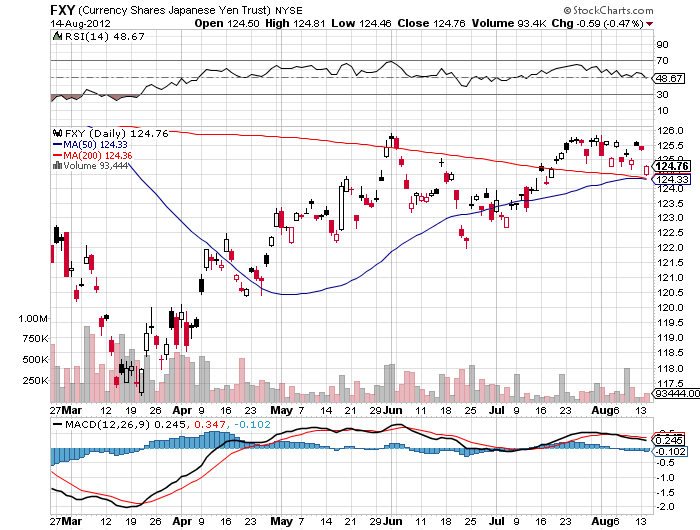 FXY (Currency Shares Japanese Yen Trust) NYSE © StockCharts.com
14-Aug-2012 Open 124.50 High 124.81 Low 124.46 Close 124.76 Volume 93.4K Chg -0.59 (-0.47%)
RSI(14) 48.67
90
70
50
48.67
30
10
FXY (Daily) 124.76
MA(50) 124.33
MA(200) 124.36
Volume 93,444
126.0
125.5
125.0
124.76
124.33
124.0
123.5
123.0
122.5
122.0
121.5
121.0
120.5
120.0
119.5
119.0
118.5
118.0
117.5
93444.00
1.00M
750K
500K
250K
27 Mar 12 19 26 Apr 9 16 23 May 7 14 21 29 Jun 11 18 25 Jul 9 16 23 Aug 6 13
MACD(12,26,9) 0.245, 0.347, -0.102
0.245
-0.102
-0.5
-1.0
-1.5
-2.0
27 Mar 12 19 26 Apr 9 16 23 May 7 14 21 29 Jun 11 18 25 Jul 9 16 23 Aug 6 13